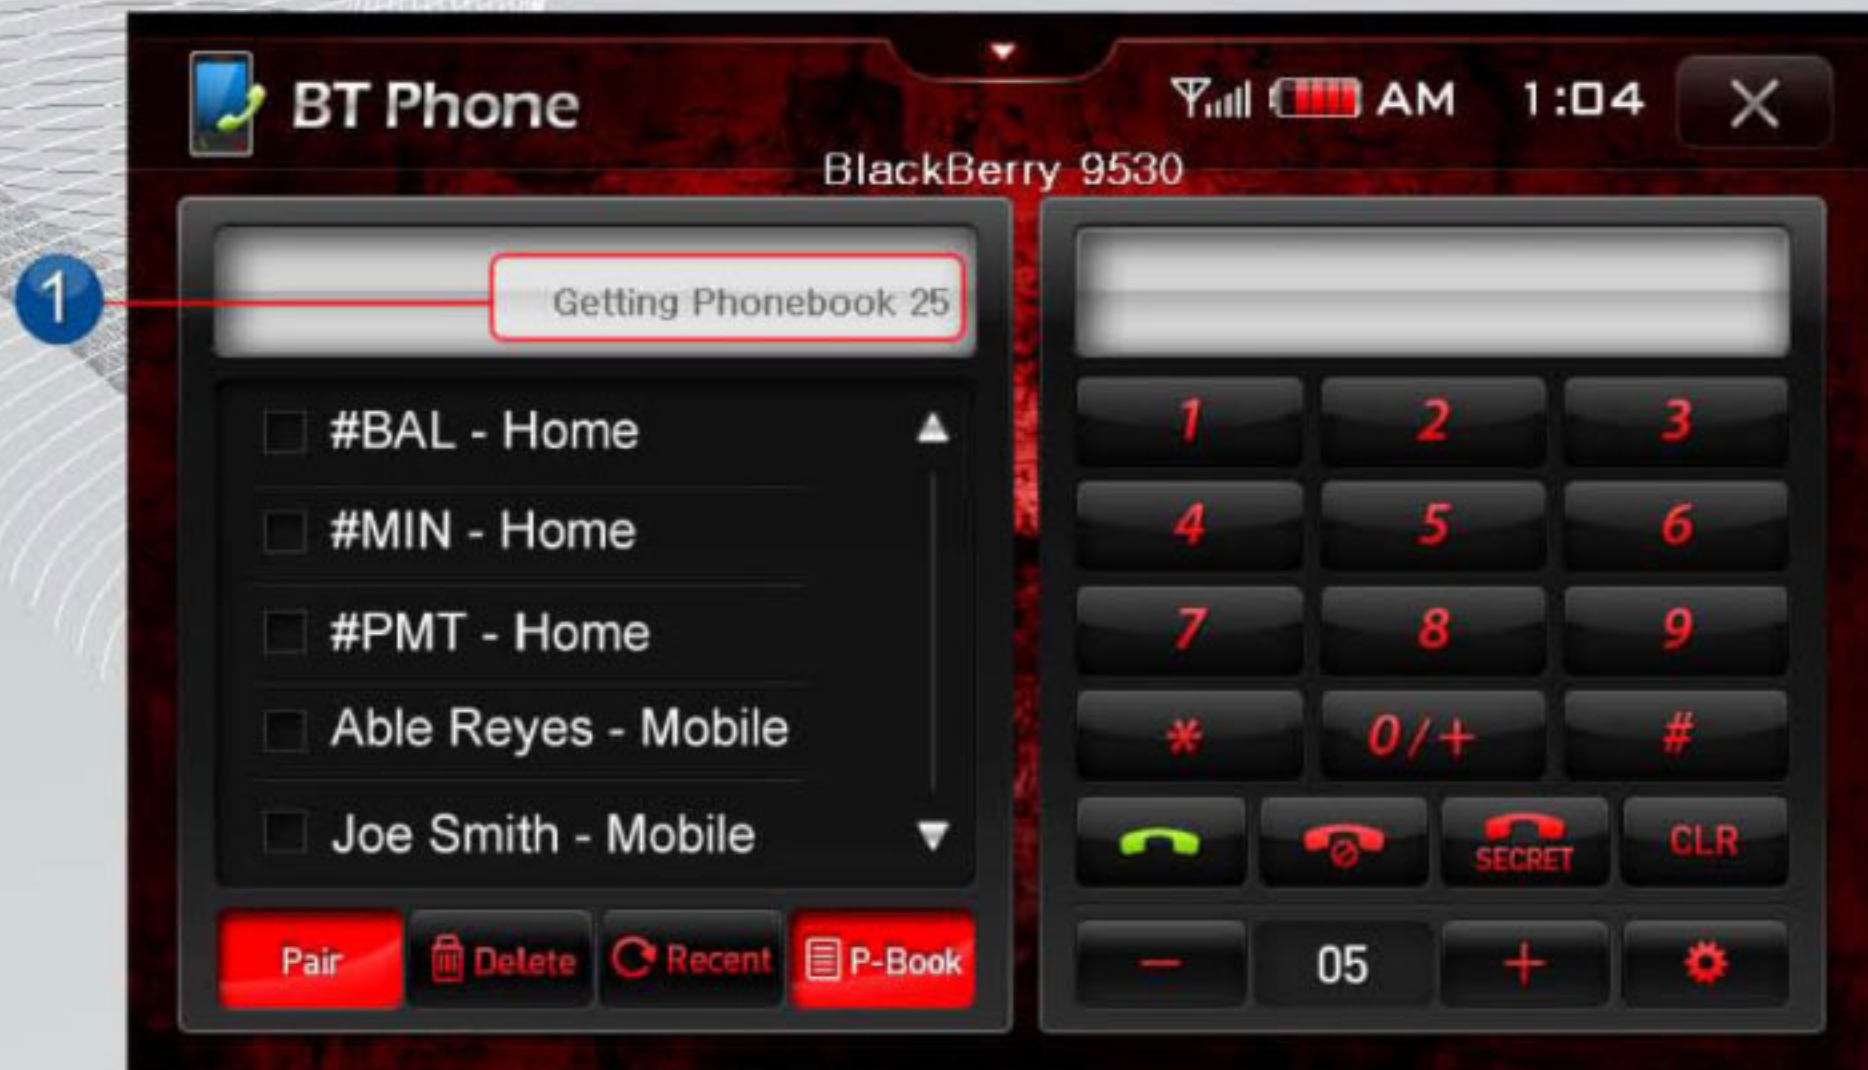 BT Phone
AM 1:04
BlackBerry 9530
1
Getting Phonebook 25
#BAL - Home
#MIN - Home
#PMT - Home
Able Reyes - Mobile
Joe Smith - Mobile
Pair Delete Recent P-Book
1 2 3
4 5 6
7 8 9
* 0/+ #
SECRET CLR
- 05 +